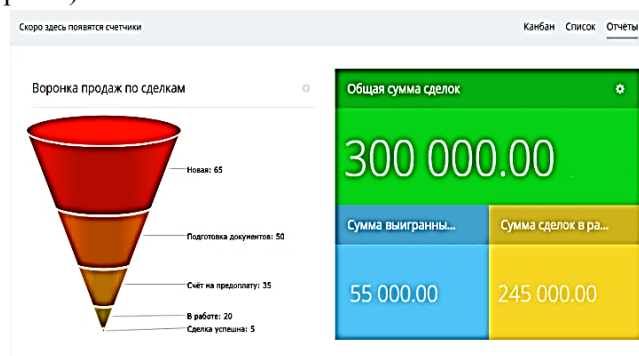 Скоро здесь появятся счетчики
Канбан Список Отчёты
Воронка продаж по сделкам
Новая: 65
Подготовка документов: 50
Счёт на предоплату: 35
В работе: 20
Сделка успешна: 5
Общая сумма сделок
300 000.00
Сумма выигранны...
55 000.00
Сумма сделок в ра...
245 000.00